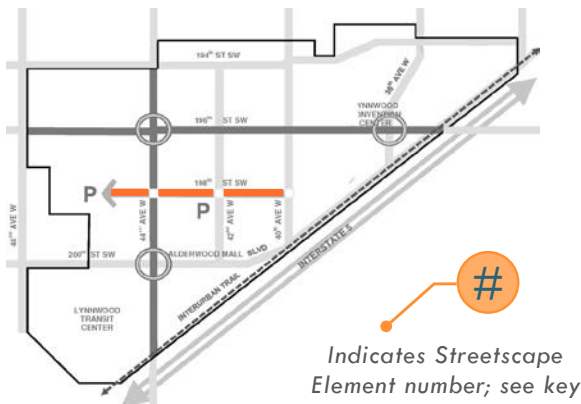 194TH ST SW
36TH AVE W
LYNNWOOD
CONVENTION
CENTER
196TH ST SW
198TH ST SW
P
P
46TH AVE W
44TH AVE W
42ND AVE W
40TH AVE W
200TH ST SW
ALDERWOOD MALL BLVD
INTERURBAN TRAIL
INTERSTATE 5
LYNNWOOD
TRANSIT
CENTER
#
Indicates Streetscape
Element number; see key